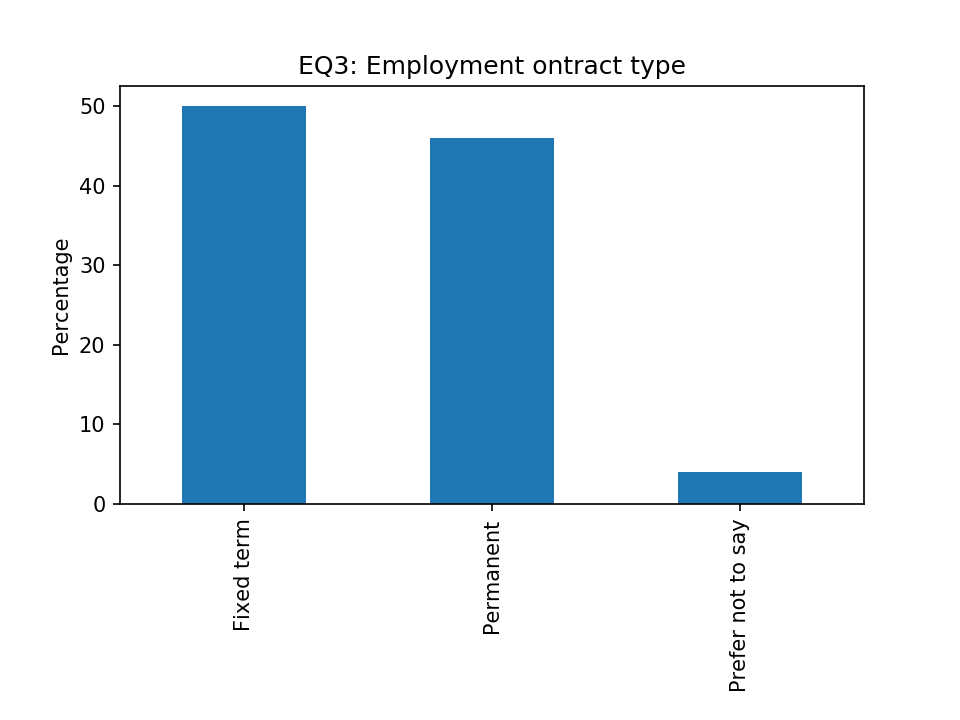 EQ3: Employment ontract type
Percentage
50
40
30
20
10
0
Fixed term
Permanent
Prefer not to say